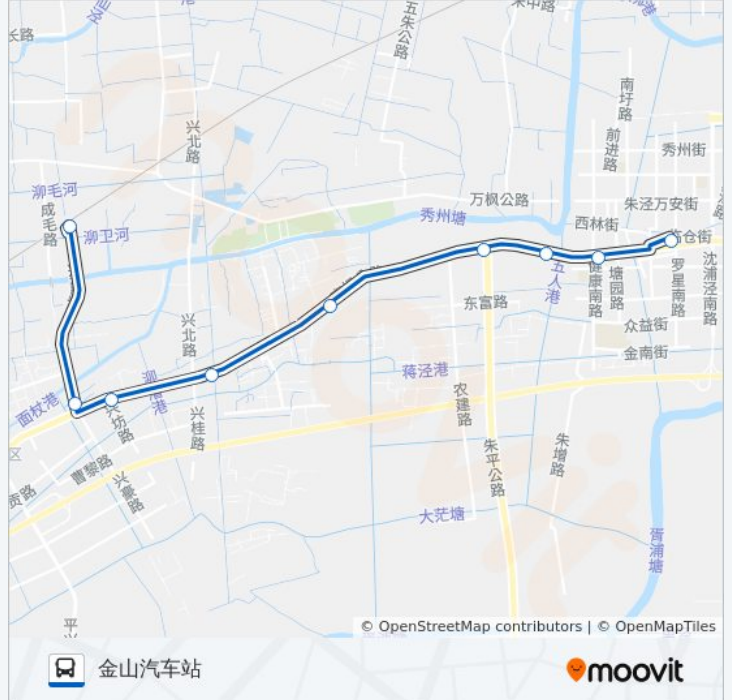 五朱公路
长路
兴北路
南圩路
前进路
秀州街
泖毛河
成毛路
泖卫河
万枫公路
秀州塘
朱泾万安街
西林街
临仓街
五人港
健康南路
塘园路
罗星南路
沈浦泾南路
东富路
众益街
金南街
兴北路
蒋泾港
面杖港
兴坊路
兴桂路
农建路
朱平公路
朱增路
曹黎路
兴豪路
贡路
区
大茫塘
胥浦塘
平兴
© OpenStreetMap contributors | © OpenMapTiles
金山汽车站
moovit